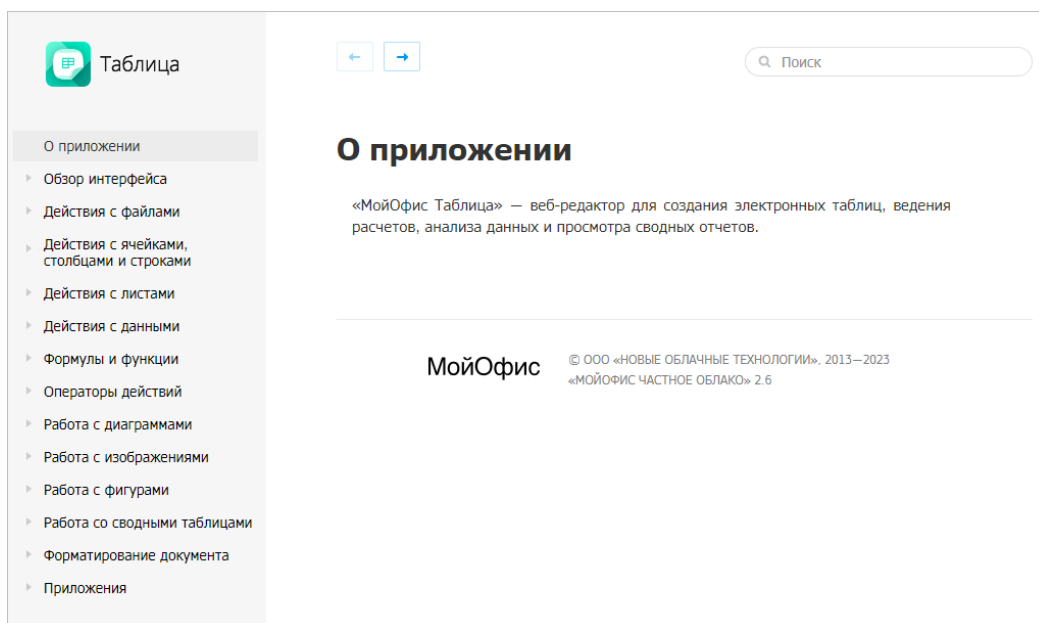 Таблица
О приложении
Обзор интерфейса
Действия с файлами
Действия с ячейками,
столбцами и строками
Действия с листами
Действия с данными
Формулы и функции
Операторы действий
Работа с диаграммами
Работа с изображениями
Работа с фигурами
Работа со сводными таблицами
Форматирование документа
Приложения
Поиск
О приложении
«МойОфис Таблица» — веб-редактор для создания электронных таблиц, ведения
расчетов, анализа данных и просмотра сводных отчетов.
МойОфис
© ООО «НОВЫЕ ОБЛАЧНЫЕ ТЕХНОЛОГИИ», 2013—2023
«МОЙОФИС ЧАСТНОЕ ОБЛАКО» 2.6